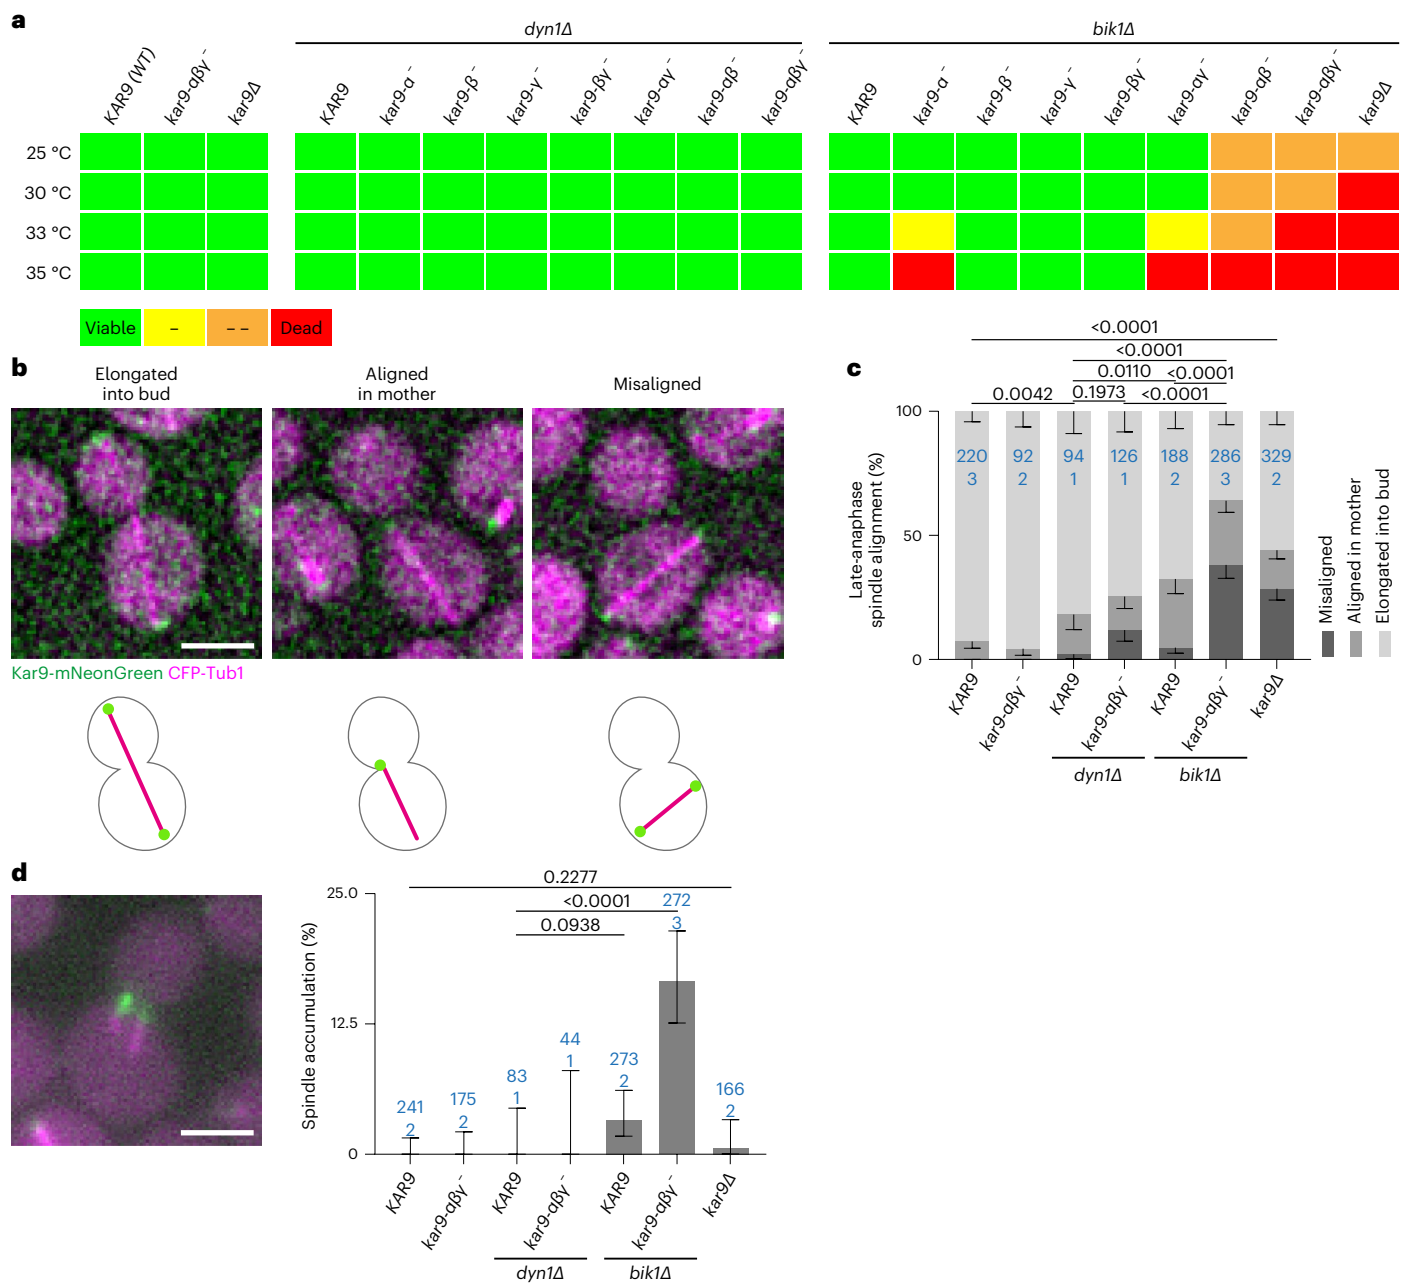 a
dyn1Δ
bik1Δ
KAR9 (WT)
kar9-αβγ⁻
kar9Δ
KAR9
kar9-α⁻
kar9-β⁻
kar9-γ⁻
kar9-βγ⁻
kar9-αγ⁻
kar9-αβ⁻
kar9-αβγ⁻
KAR9
kar9-α⁻
kar9-β⁻
kar9-γ⁻
kar9-βγ⁻
kar9-αγ⁻
kar9-αβ⁻
kar9-αβγ⁻
kar9Δ
25 °C
30 °C
33 °C
35 °C
Viable
–
– –
Dead
b
Elongated
into bud
Aligned
in mother
Misaligned
Kar9-mNeonGreen CFP-Tub1
c
<0.0001
<0.0001
0.0110
<0.0001
0.0042
0.1973
<0.0001
Late-anaphase
spindle alignment (%)
100
50
0
220
3
92
2
94
1
126
1
188
2
286
3
329
2
KAR9
kar9-αβγ⁻
KAR9
kar9-αβγ⁻
KAR9
kar9-αβγ⁻
kar9Δ
dyn1Δ
bik1Δ
Misaligned
Aligned in mother
Elongated into bud
d
Spindle accumulation (%)
25.0
12.5
0
0.2277
<0.0001
0.0938
241
2
175
2
83
1
44
1
273
2
272
3
166
2
KAR9
kar9-αβγ⁻
KAR9
kar9-αβγ⁻
KAR9
kar9-αβγ⁻
kar9Δ
dyn1Δ
bik1Δ